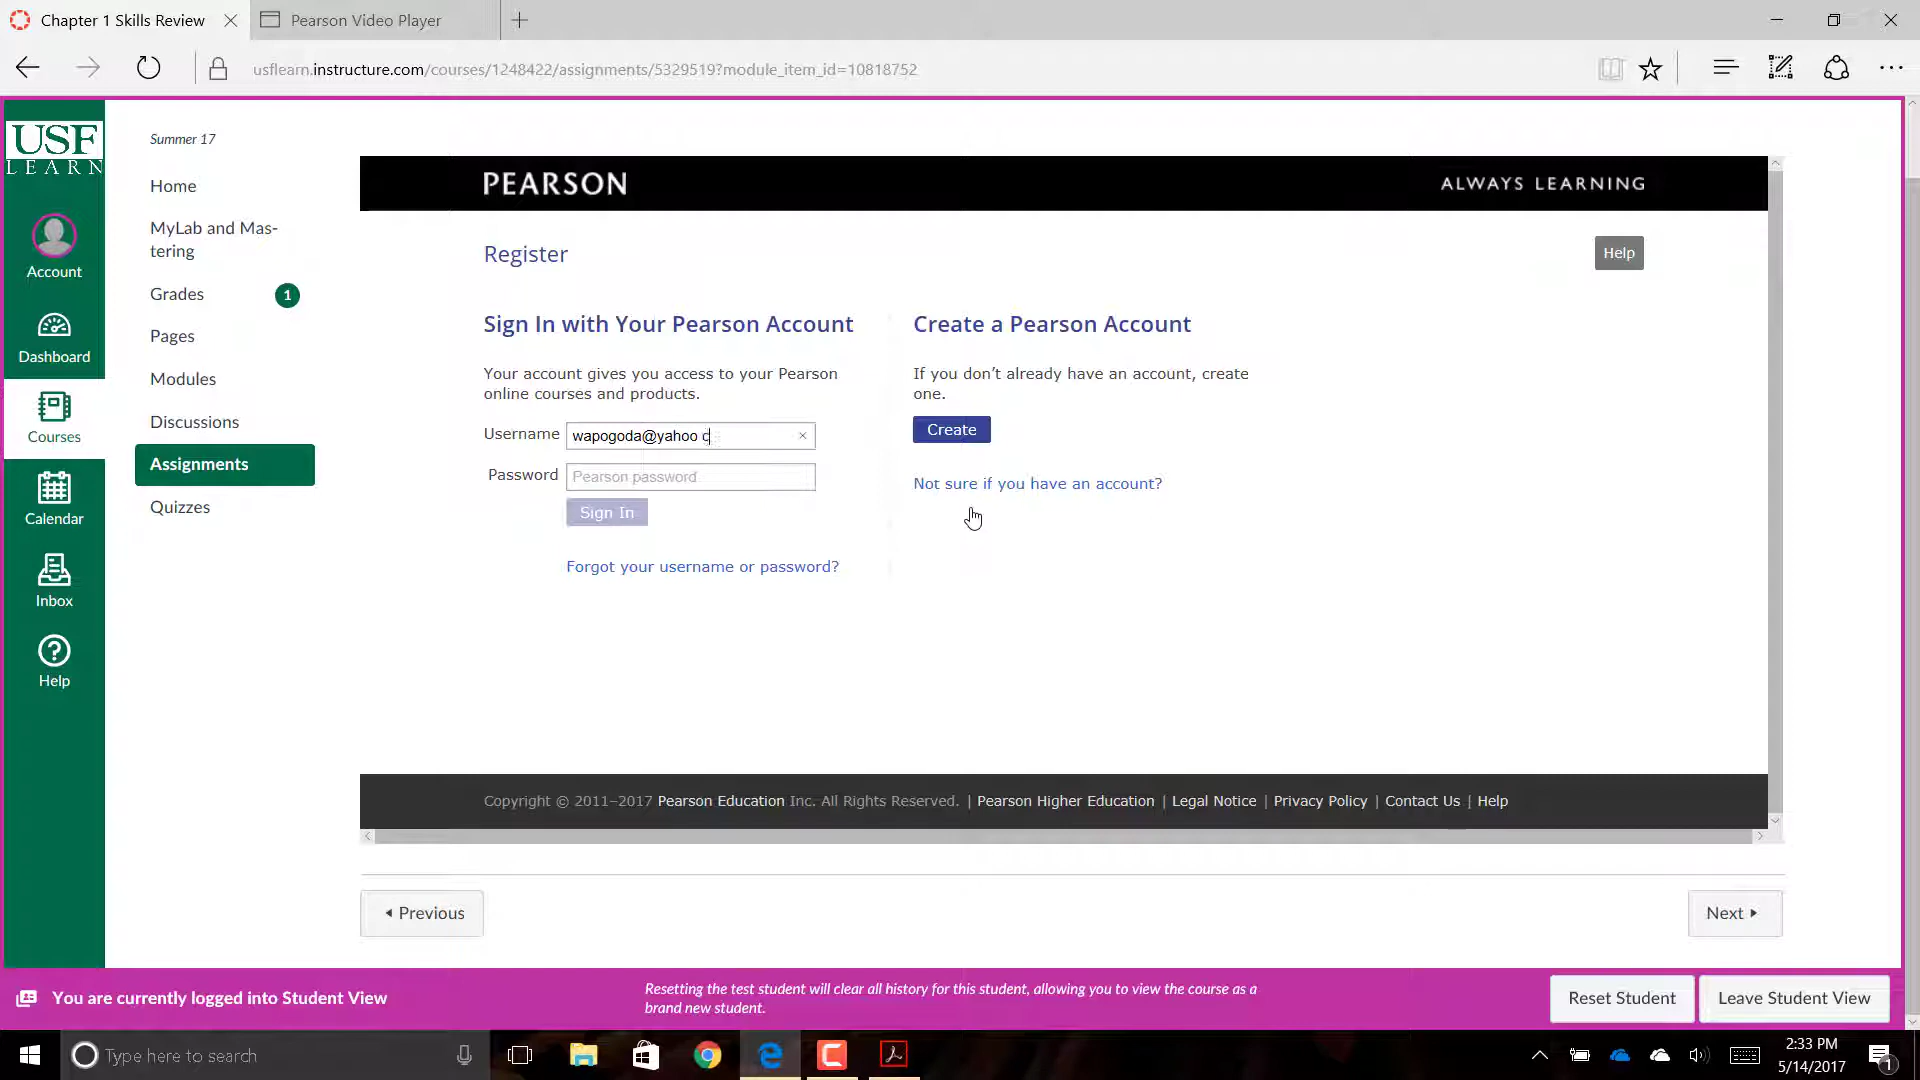 Chapter 1 Skills Review
Pearson Video Player
usflearn.instructure.com/courses/1248422/assignments/5329519?module_item_id=10818752
USF
LEARN
Account
Dashboard
Courses
Calendar
Inbox
Help
Summer 17
Home
MyLab and Mas-
tering
Grades 1
Pages
Modules
Discussions
Assignments
Quizzes
PEARSON
ALWAYS LEARNING
Register
Help
Sign In with Your Pearson Account
Your account gives you access to your Pearson
online courses and products.
Username wapogoda@yahoo c
Password Pearson password
Sign In
Forgot your username or password?
Create a Pearson Account
If you don't already have an account, create
one.
Create
Not sure if you have an account?
Copyright © 2011–2017 Pearson Education Inc. All Rights Reserved. | Pearson Higher Education | Legal Notice | Privacy Policy | Contact Us | Help
Previous
Next
You are currently logged into Student View
Resetting the test student will clear all history for this student, allowing you to view the course as a
brand new student.
Reset Student
Leave Student View
Type here to search
2:33 PM
5/14/2017
1